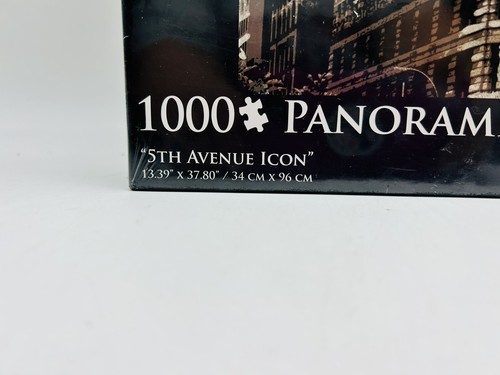 1000 PANORAM
"5TH AVENUE ICON"
13.39" X 37.80" / 34 CM X 96 CM